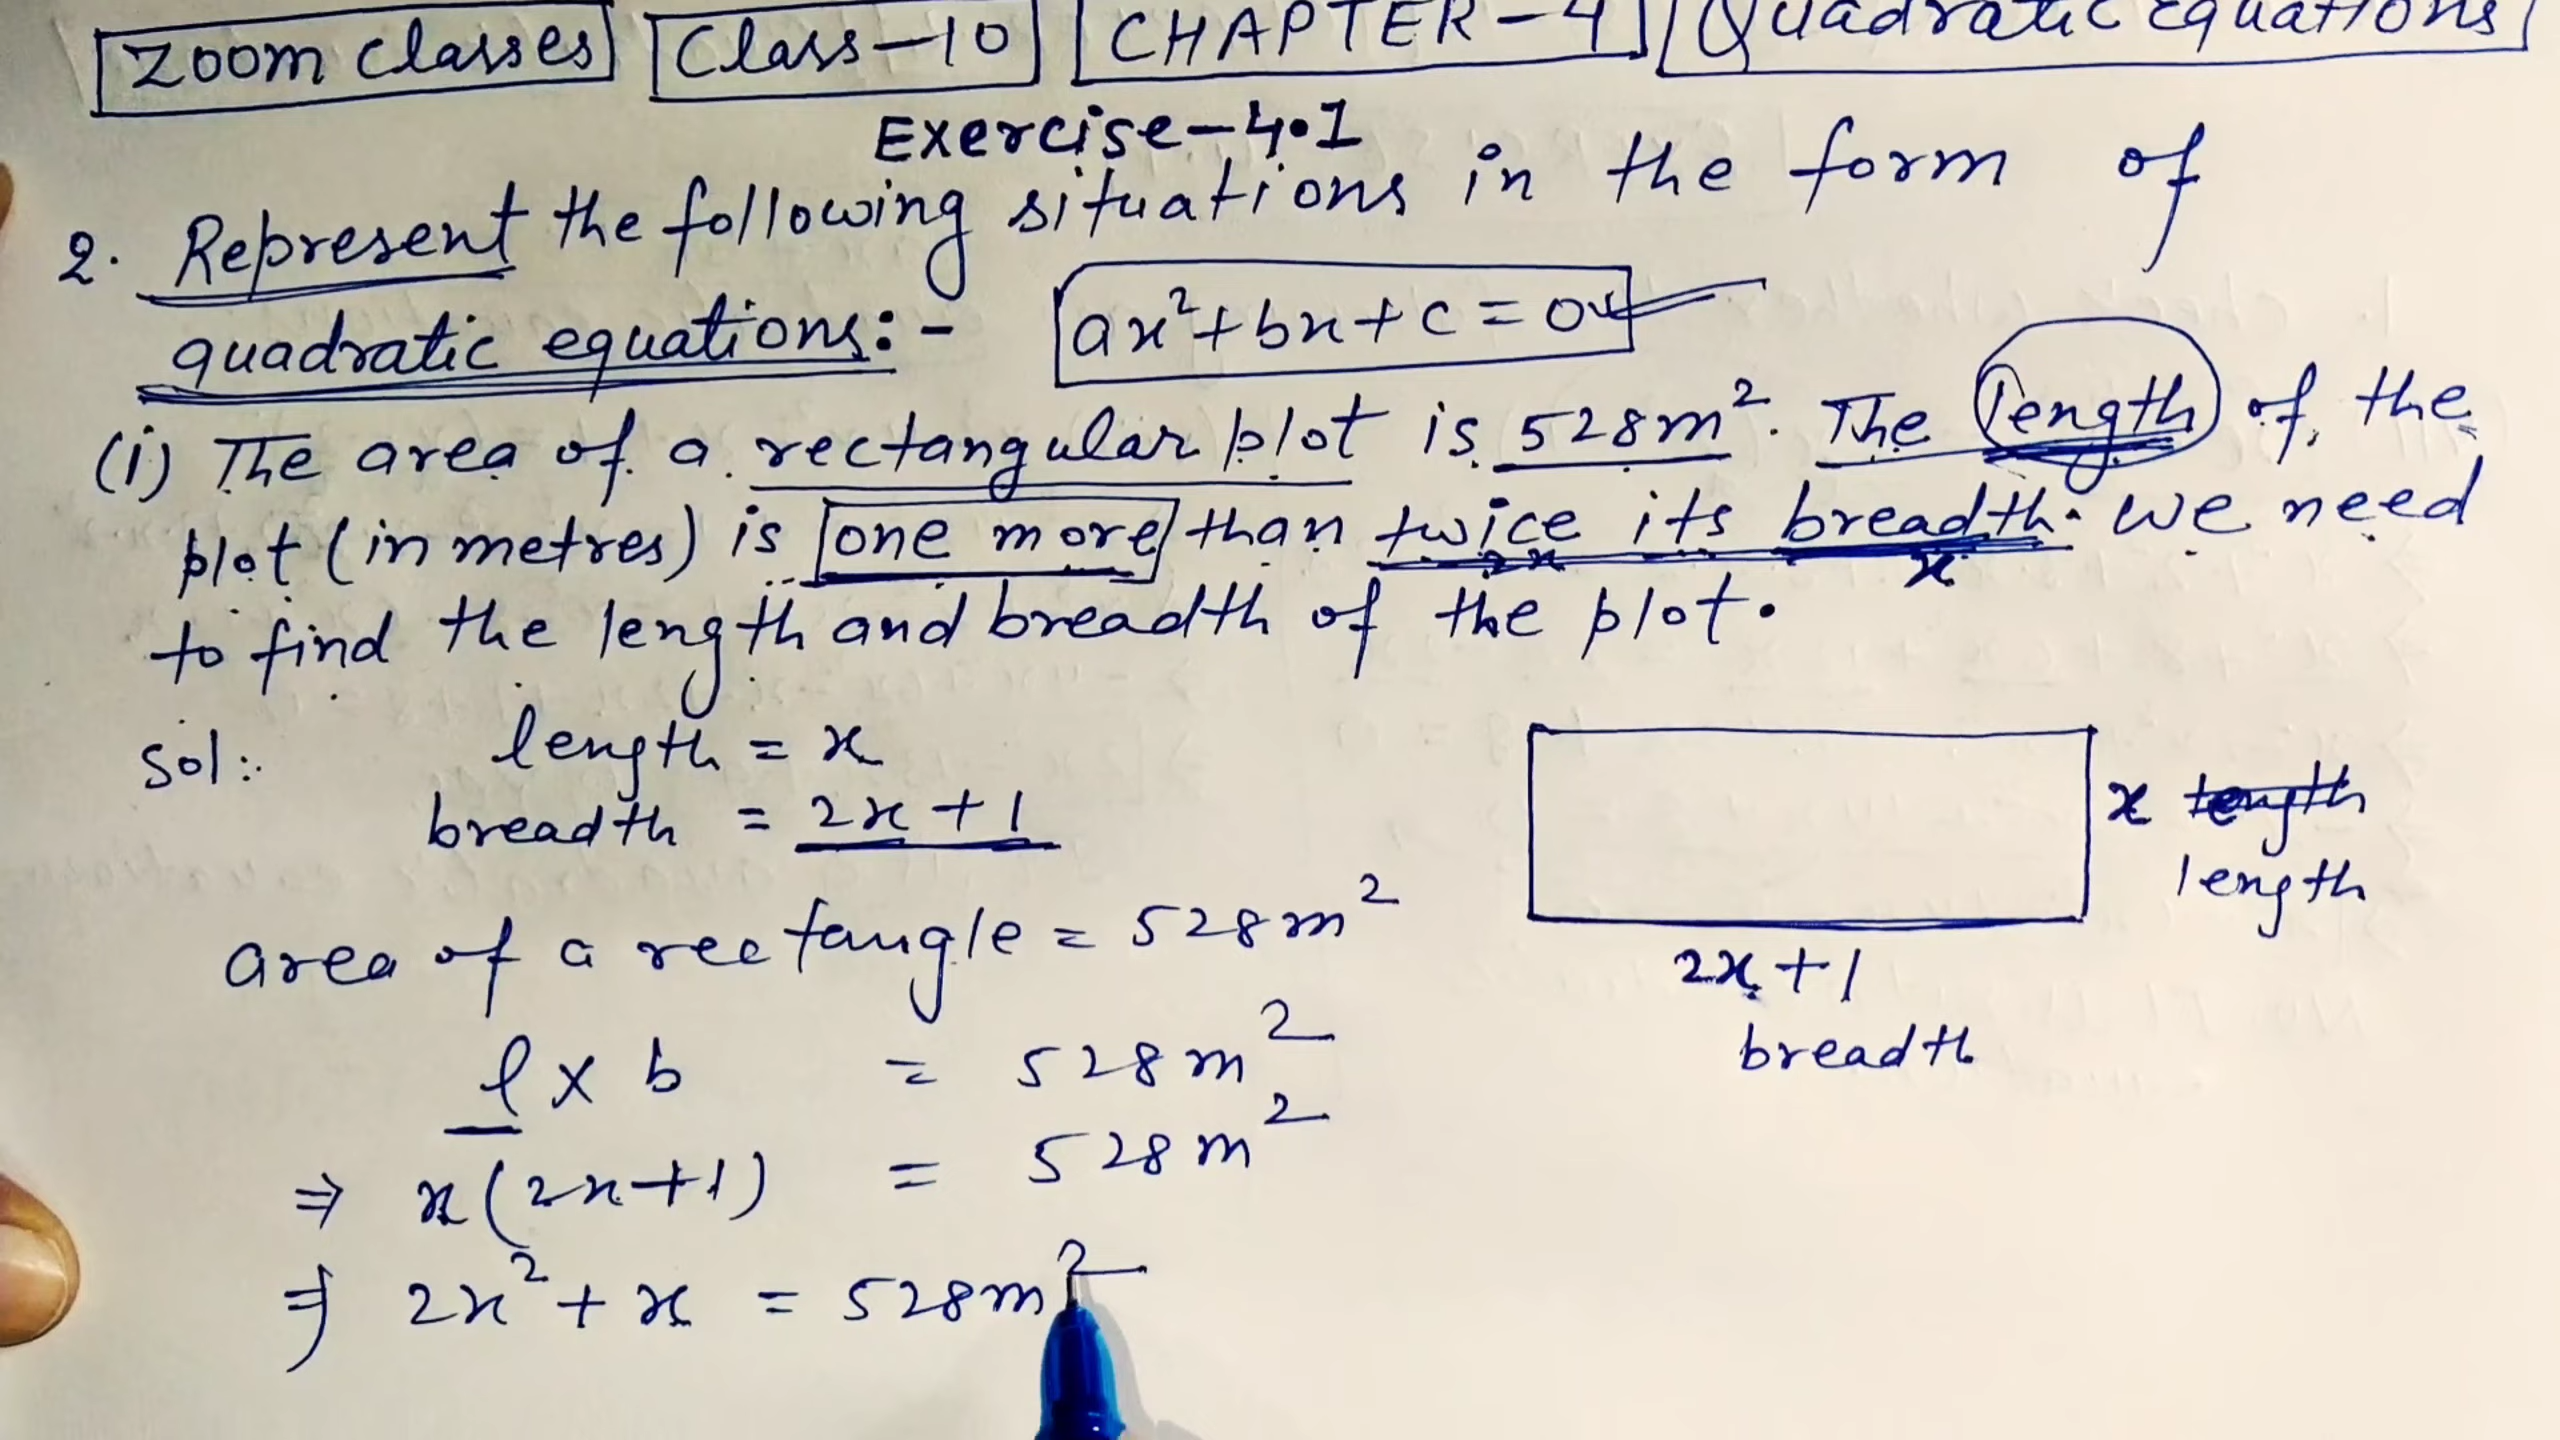 Zoom classes Class-10 CHAPTER-4 Quadratic equations
Exercise-4.1
2. Represent the following situations in the form of
quadratic equations:- ax²+bx+c=0
(i) The area of a rectangular plot is 528m². The length of the
plot (in metres) is one more than twice its breadth. we need
2x x
to find the length and breadth of the plot.
Sol:. length = x
breadth = 2x+1
area of a rectangle = 528m²
l x b = 528m²
⇒ x(2x+1) = 528m²
⇒ 2x²+x = 528m²
x length
length
2x+1
breadth